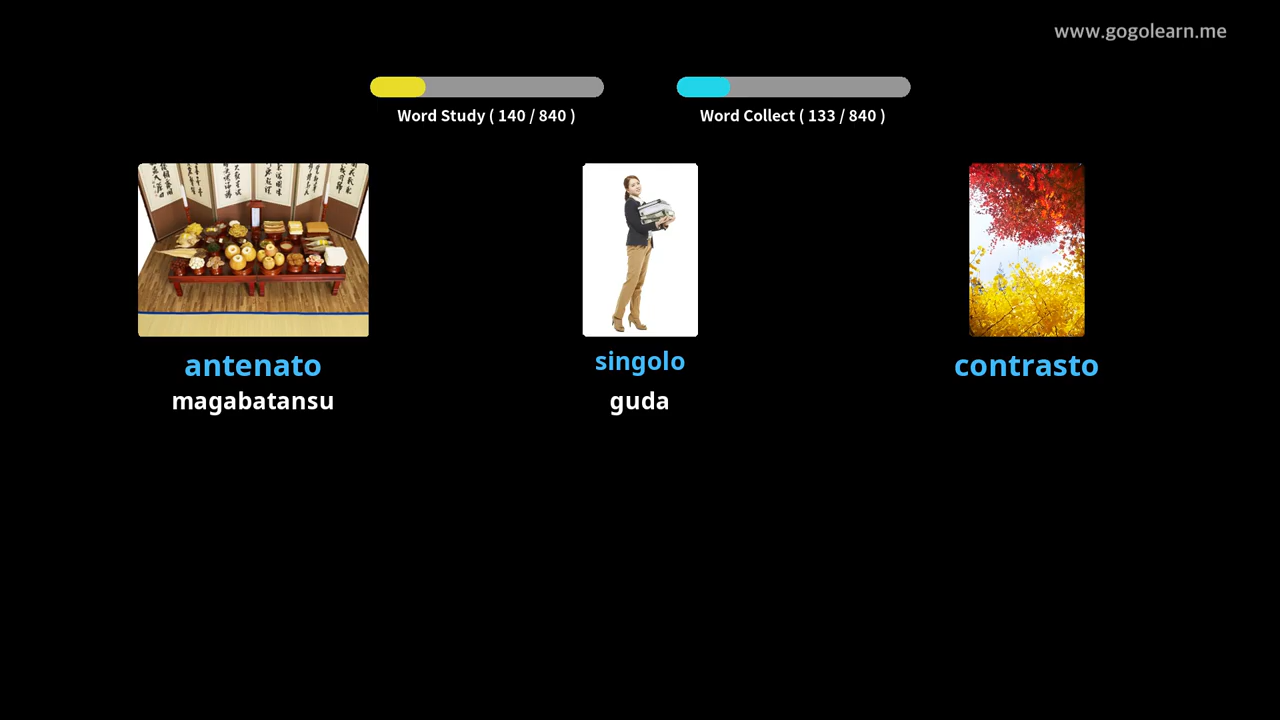 www.gogolearn.me
Word Study ( 140 / 840 )
Word Collect ( 133 / 840 )
antenato
singolo
contrasto
magabatansu
guda